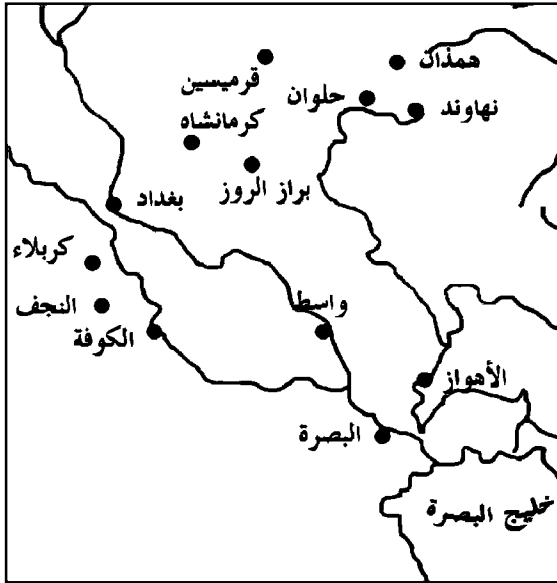 همذان
قرميسين
حلوان
نهاوند
كرمانشاه
براز الروز
بغداد
كربلاء
النجف
واسط
الكوفة
الأهواز
البصرة
خليج البصرة